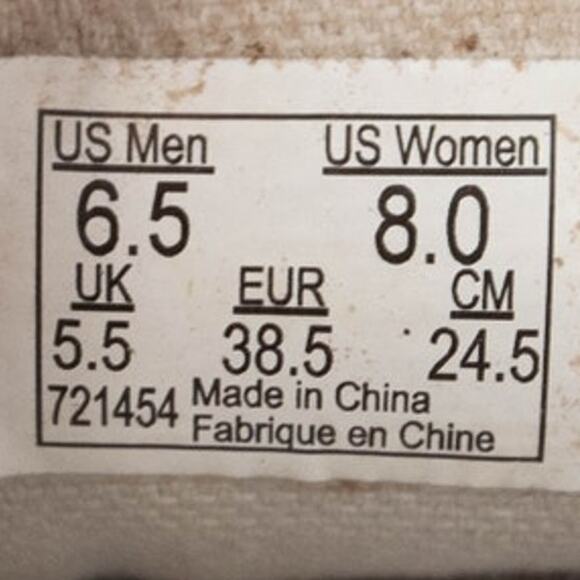 US Men US Women
6.5 8.0
UK EUR CM
5.5 38.5 24.5
721454 Made in China
Fabrique en Chine